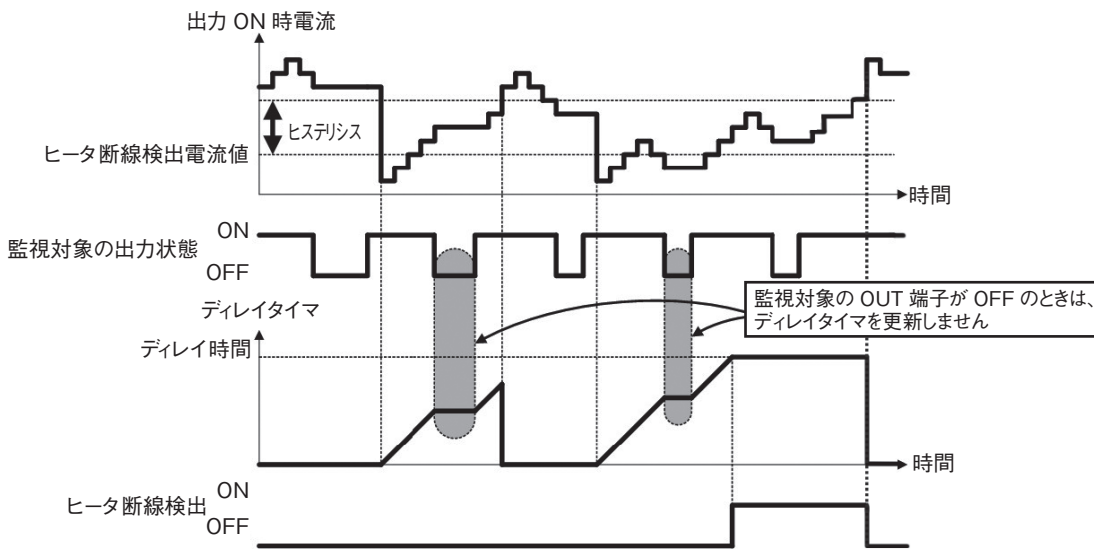 出力 ON 時電流
ヒステリシス
ヒータ断線検出電流値
時間
ON
監視対象の出力状態
OFF
監視対象の OUT 端子が OFF のときは、
ディレイタイマを更新しません
ディレイタイマ
ディレイ時間
時間
ON
ヒータ断線検出
OFF